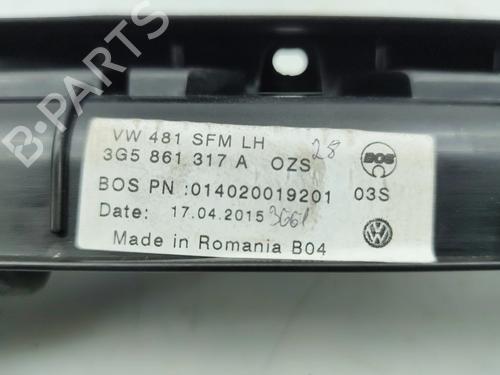 VW 481 SFM LH 28
3G5 861 317 A OZS BOS
BOS PN :014020019201 03S
Date: 17.04.2015 3G61
Made in Romania B04
B-PARTS